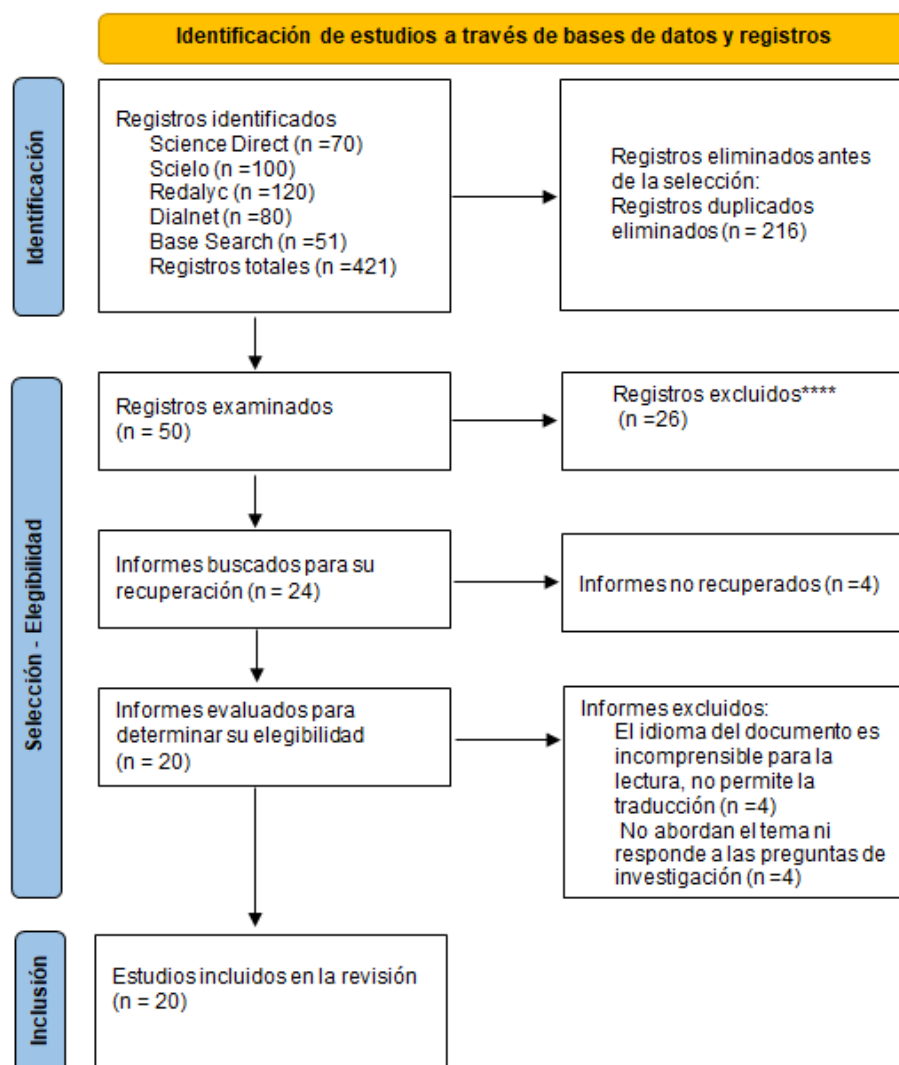 Identificación de estudios a través de bases de datos y registros
Identificación
Registros identificados
Science Direct (n =70)
Scielo (n =100)
Redalyc (n =120)
Dialnet (n =80)
Base Search (n =51)
Registros totales (n =421)
Registros eliminados antes
de la selección:
Registros duplicados
eliminados (n = 216)
Selección - Elegibilidad
Registros examinados
(n = 50)
Registros excluidos****
(n =26)
Informes buscados para su
recuperación (n = 24)
Informes no recuperados (n =4)
Informes evaluados para
determinar su elegibilidad
(n = 20)
Informes excluidos:
El idioma del documento es
incomprensible para la
lectura, no permite la
traducción (n =4)
No abordan el tema ni
responde a las preguntas de
investigación (n =4)
Inclusión
Estudios incluidos en la revisión
(n = 20)